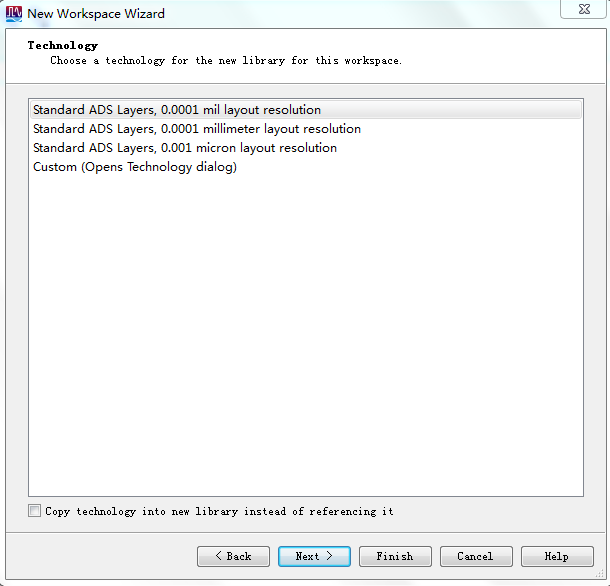 New Workspace Wizard
Technology
Choose a technology for the new library for this workspace.
Standard ADS Layers, 0.0001 mil layout resolution
Standard ADS Layers, 0.0001 millimeter layout resolution
Standard ADS Layers, 0.001 micron layout resolution
Custom (Opens Technology dialog)
Copy technology into new library instead of referencing it
< Back Next > Finish Cancel Help